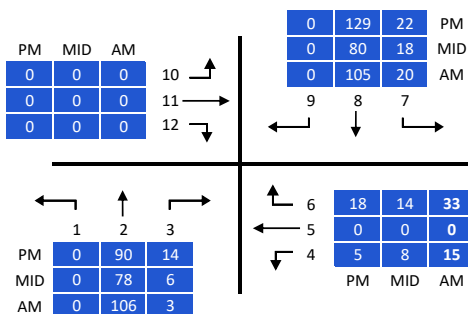 PM MID AM
0 0 0 10
0 0 0 11
0 0 0 12
0 129 22 PM
0 80 18 MID
0 105 20 AM
9 8 7
1 2 3
PM 0 90 14
MID 0 78 6
AM 0 106 3
6 18 14 33
5 0 0 0
4 5 8 15
PM MID AM